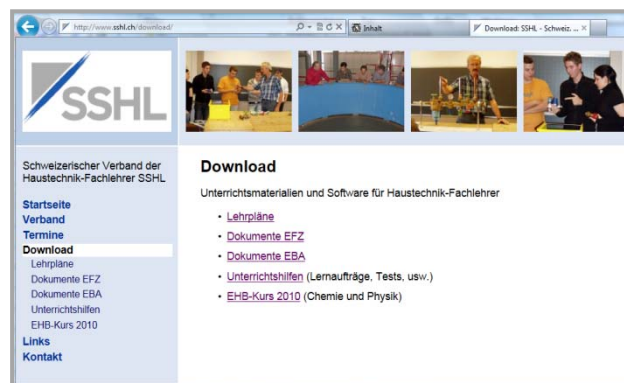 http://www.sshl.ch/download/
Inhalt
Download: SSHL - Schweiz. ...
SSHL
Schweizerischer Verband der
Haustechnik-Fachlehrer SSHL
Startseite
Verband
Termine
Download
Lehrpläne
Dokumente EFZ
Dokumente EBA
Unterrichtshilfen
EHB-Kurs 2010
Links
Kontakt
Download
Unterrichtsmaterialien und Software für Haustechnik-Fachlehrer
• Lehrpläne
• Dokumente EFZ
• Dokumente EBA
• Unterrichtshilfen (Lernaufträge, Tests, usw.)
• EHB-Kurs 2010 (Chemie und Physik)